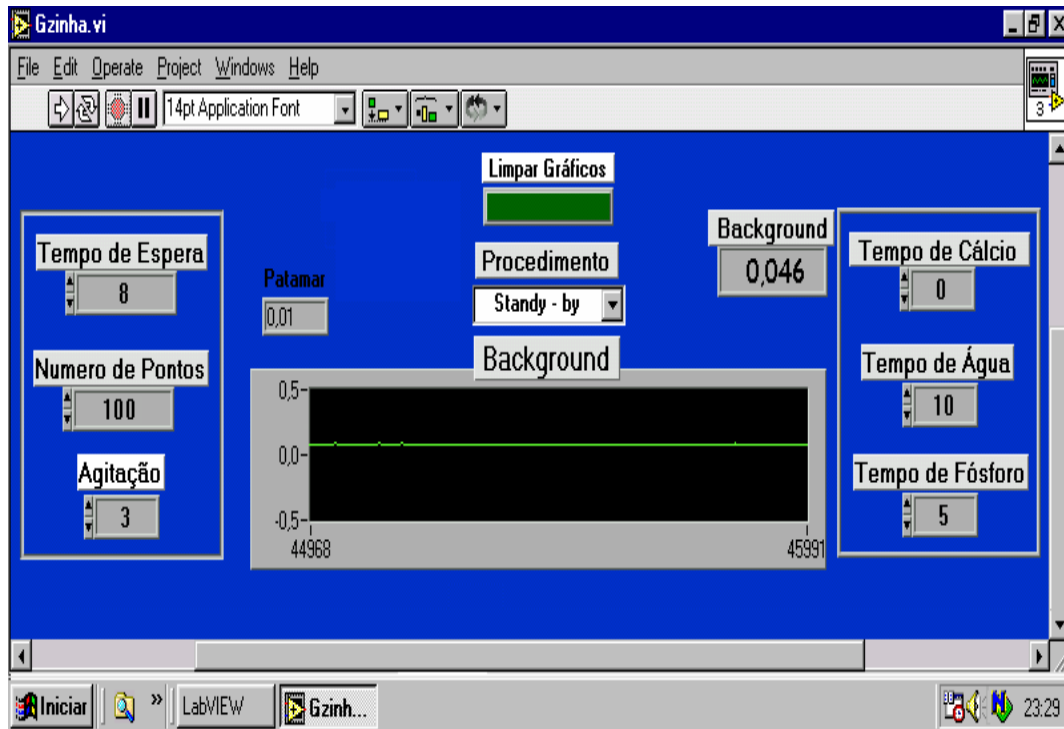 Gzinha.vi
File Edit Operate Project Windows Help
14pt Application Font
3
Limpar Gráficos
Tempo de Espera
8
Numero de Pontos
100
Agitação
3
Patamar
0,01
Procedimento
Standy - by
Background
0,046
Background
0,5
0,0
-0,5
44968
45991
Tempo de Cálcio
0
Tempo de Água
10
Tempo de Fósforo
5
Iniciar
»
LabVIEW
Gzinh...
N
23:29